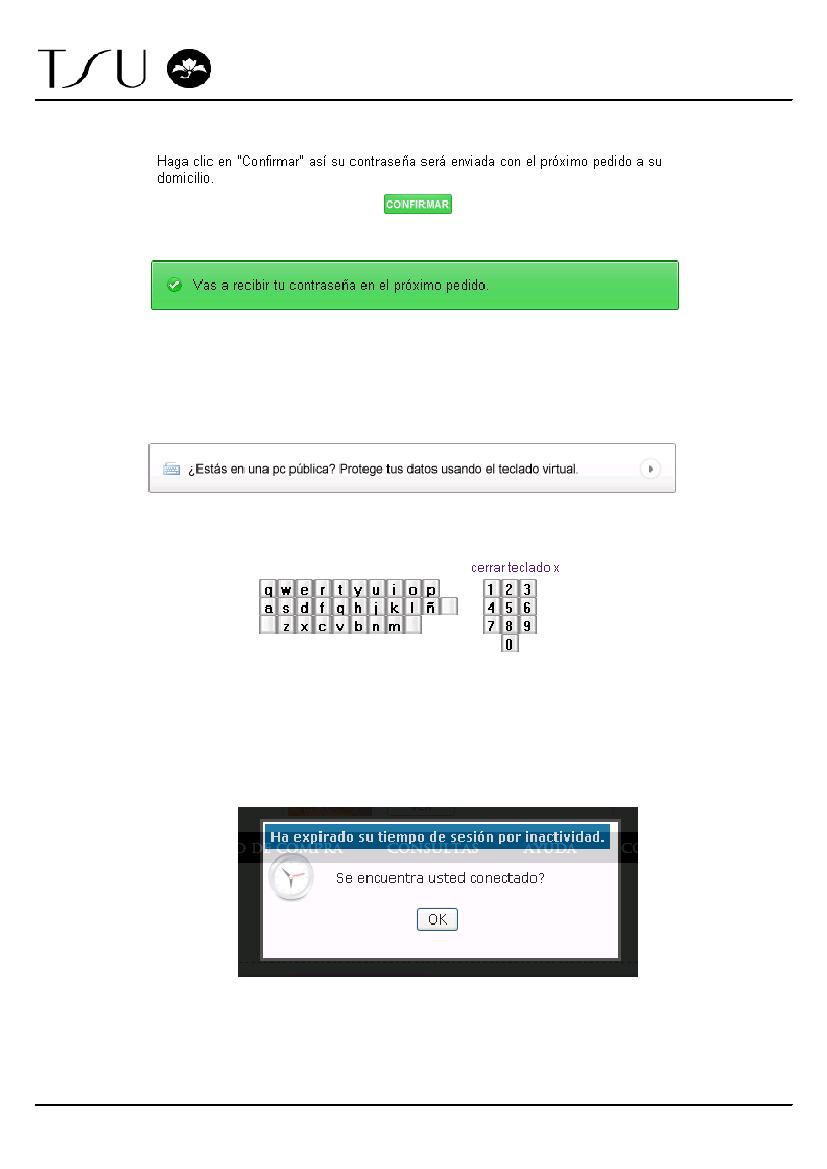 TSU
Haga clic en "Confirmar" así su contraseña será enviada con el próximo pedido a su
domicilio.
CONFIRMAR
Vas a recibir tu contraseña en el próximo pedido.
¿Estás en una pc pública? Protege tus datos usando el teclado virtual.
cerrar teclado x
q w e r t y u i o p 1 2 3
a s d f g h j k l ñ 4 5 6
z x c v b n m 7 8 9
0
Ha expirado su tiempo de sesión por inactividad.
D DE COMPRA CONSULTAS AYUDA CO
Se encuentra usted conectado?
OK